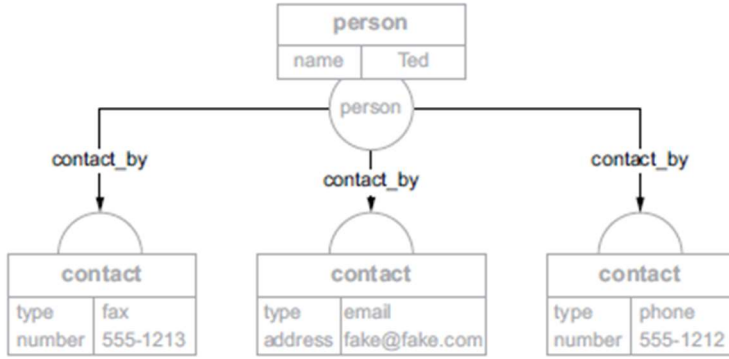 person
name Ted
person
contact_by
contact_by
contact_by
contact
type fax
number 555-1213
contact
type email
address fake@fake.com
contact
type phone
number 555-1212